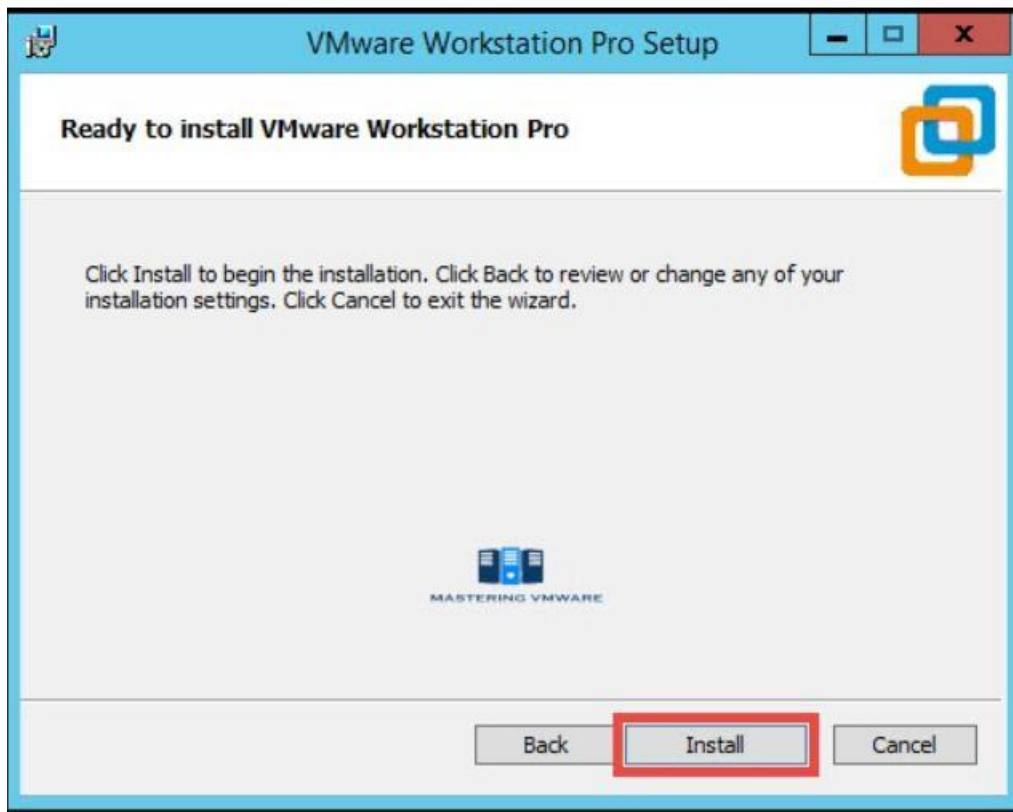 VMware Workstation Pro Setup
Ready to install VMware Workstation Pro
Click Install to begin the installation. Click Back to review or change any of your
installation settings. Click Cancel to exit the wizard.
MASTERING VMWARE
Back Install Cancel